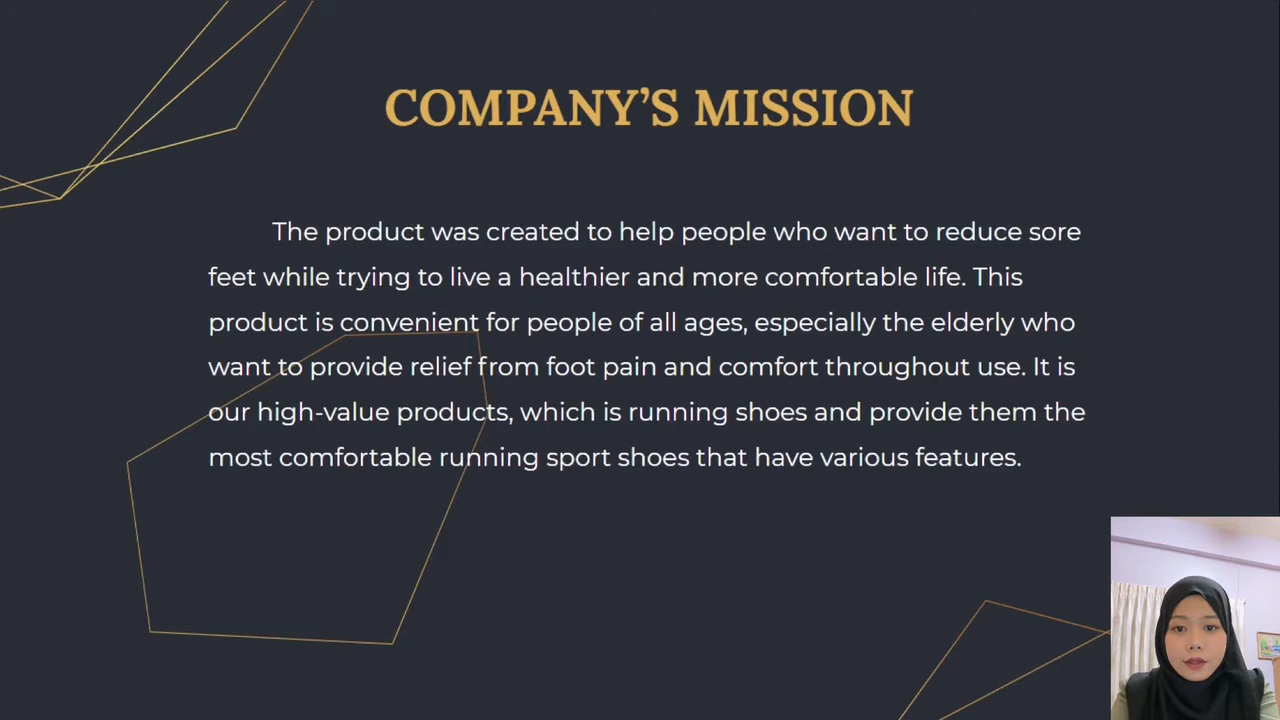 COMPANY’S MISSION
The product was created to help people who want to reduce sore
feet while trying to live a healthier and more comfortable life. This
product is convenient for people of all ages, especially the elderly who
want to provide relief from foot pain and comfort throughout use. It is
our high-value products, which is running shoes and provide them the
most comfortable running sport shoes that have various features.